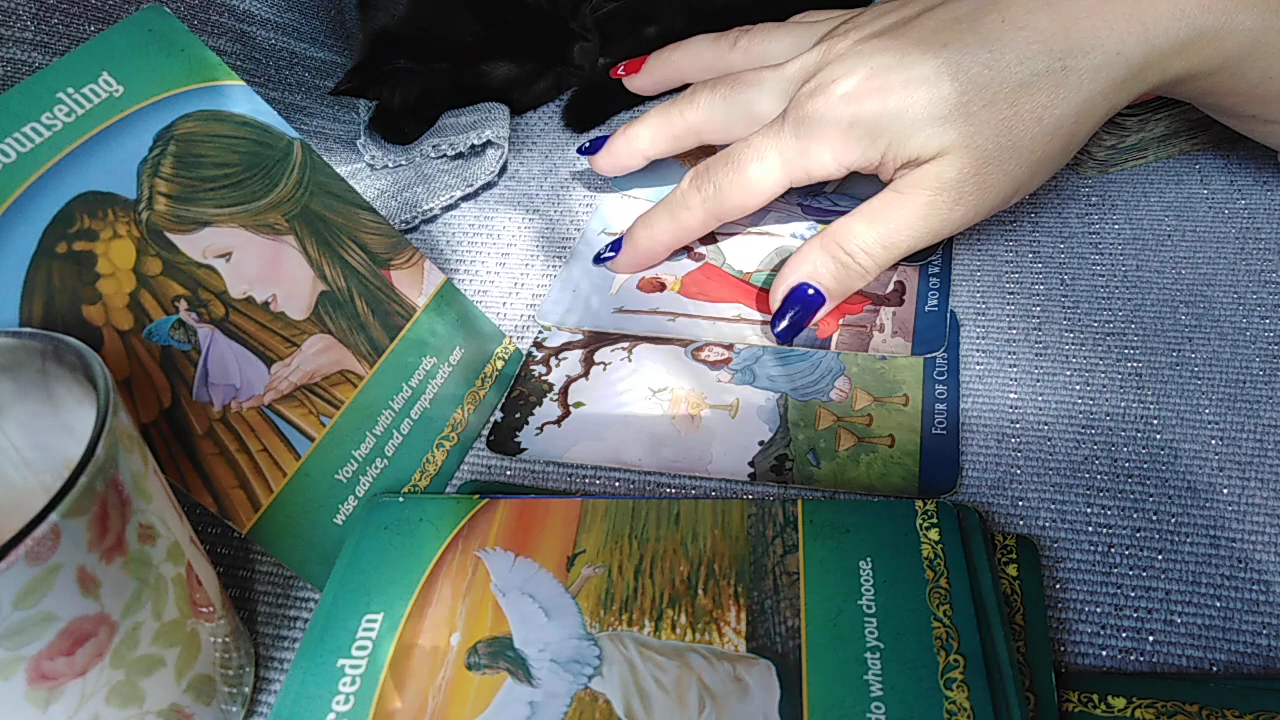 ounseling
You heal with kind words,
wise advice, and an empathetic ear.
TWO OF WA
FOUR OF CUPS
reedom
do what you choose.